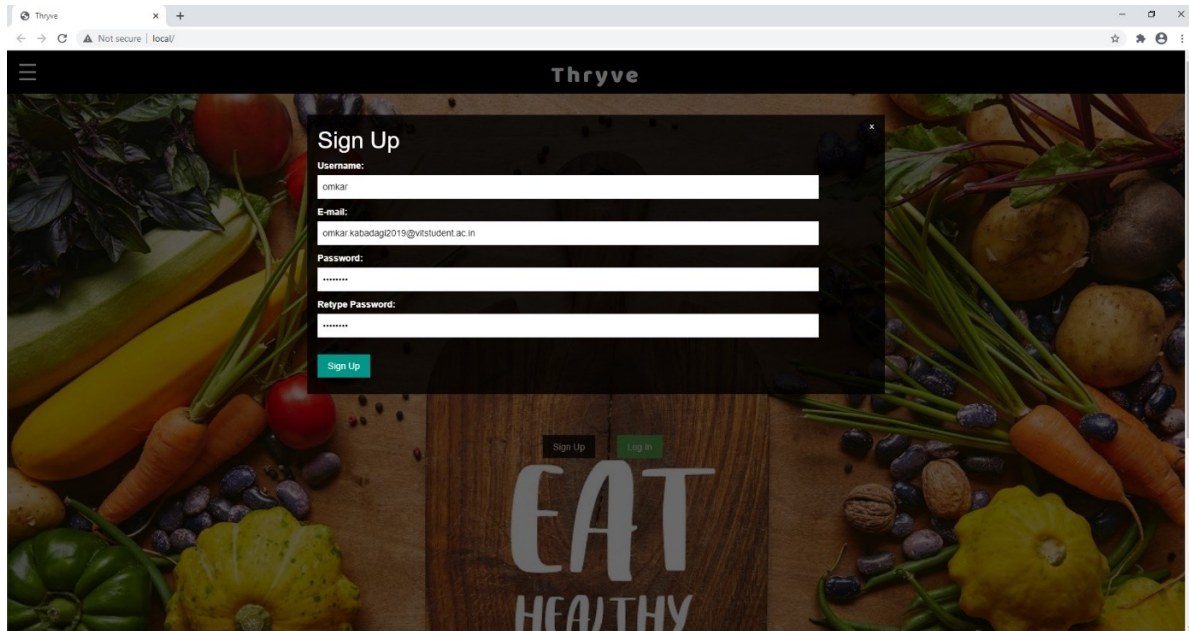 Thryve
Not secure | local/
Thryve
x
Sign Up
Username:
omkar
E-mail:
omkar.kabadagi2019@vitstudent.ac.in
Password:
········
Retype Password:
········
Sign Up
Sign Up Log In
EAT
HEALTHY